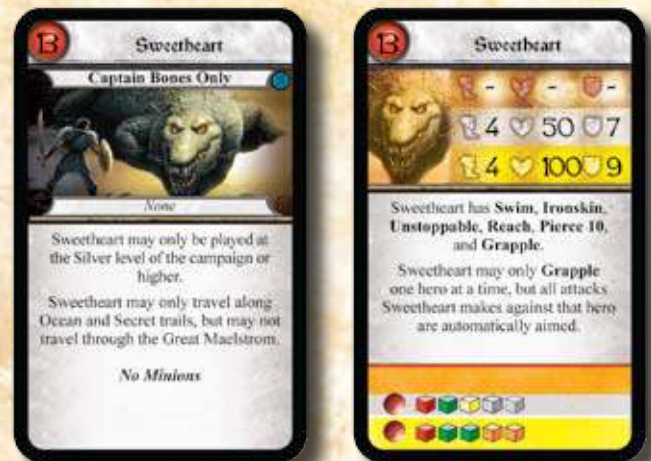 13
Sweetheart
Captain Bones Only
None
Sweetheart may only be played at
the Silver level of the campaign or
higher.
Sweetheart may only travel along
Ocean and Secret trails, but may not
travel through the Great Maelstrom.
No Minions
13
Sweetheart
- - -
4 50 7
4 100 9
Sweetheart has Swim, Ironskin,
Unstoppable, Reach, Pierce 10,
and Grapple.
Sweetheart may only Grapple
one hero at a time, but all attacks
Sweetheart makes against that hero
are automatically aimed.